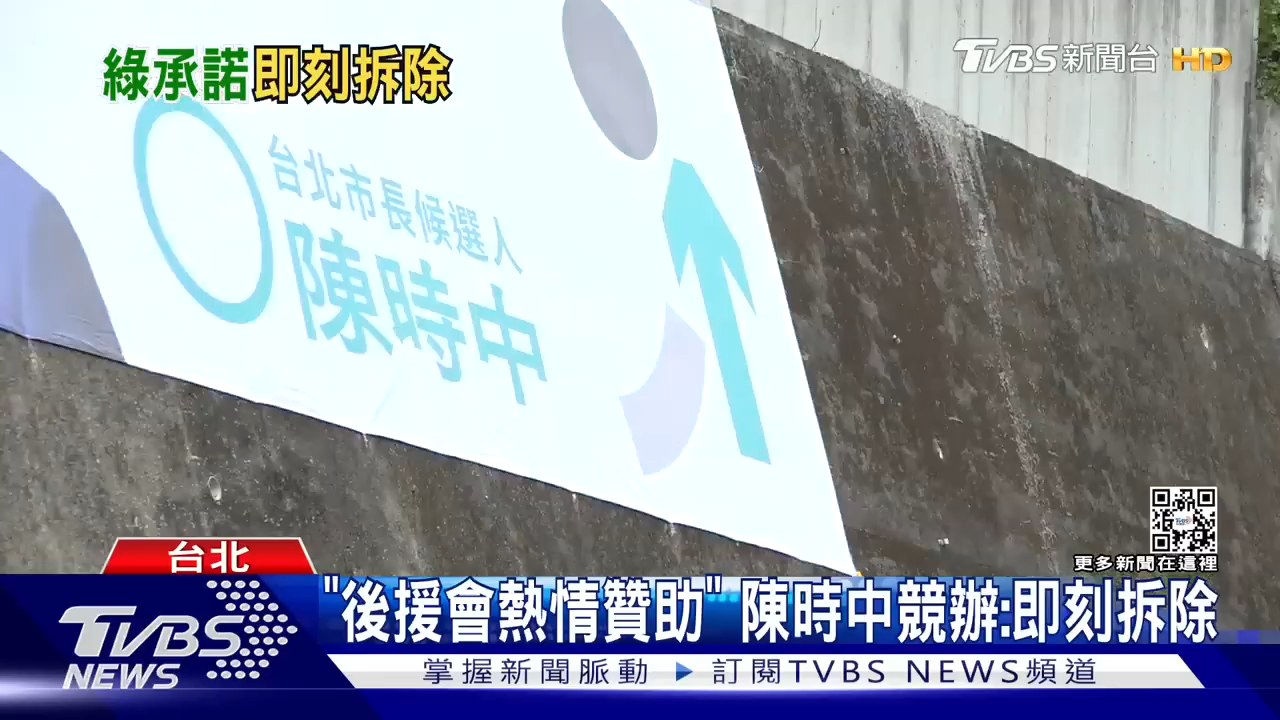 綠承諾即刻拆除
TVBS新聞台 HD
台北市長候選人
陳時中
更多新聞在這裡
台北
"後援會熱情贊助" 陳時中競辦:即刻拆除
TVBS NEWS
掌握新聞脈動 ▶ 訂閱TVBS NEWS頻道